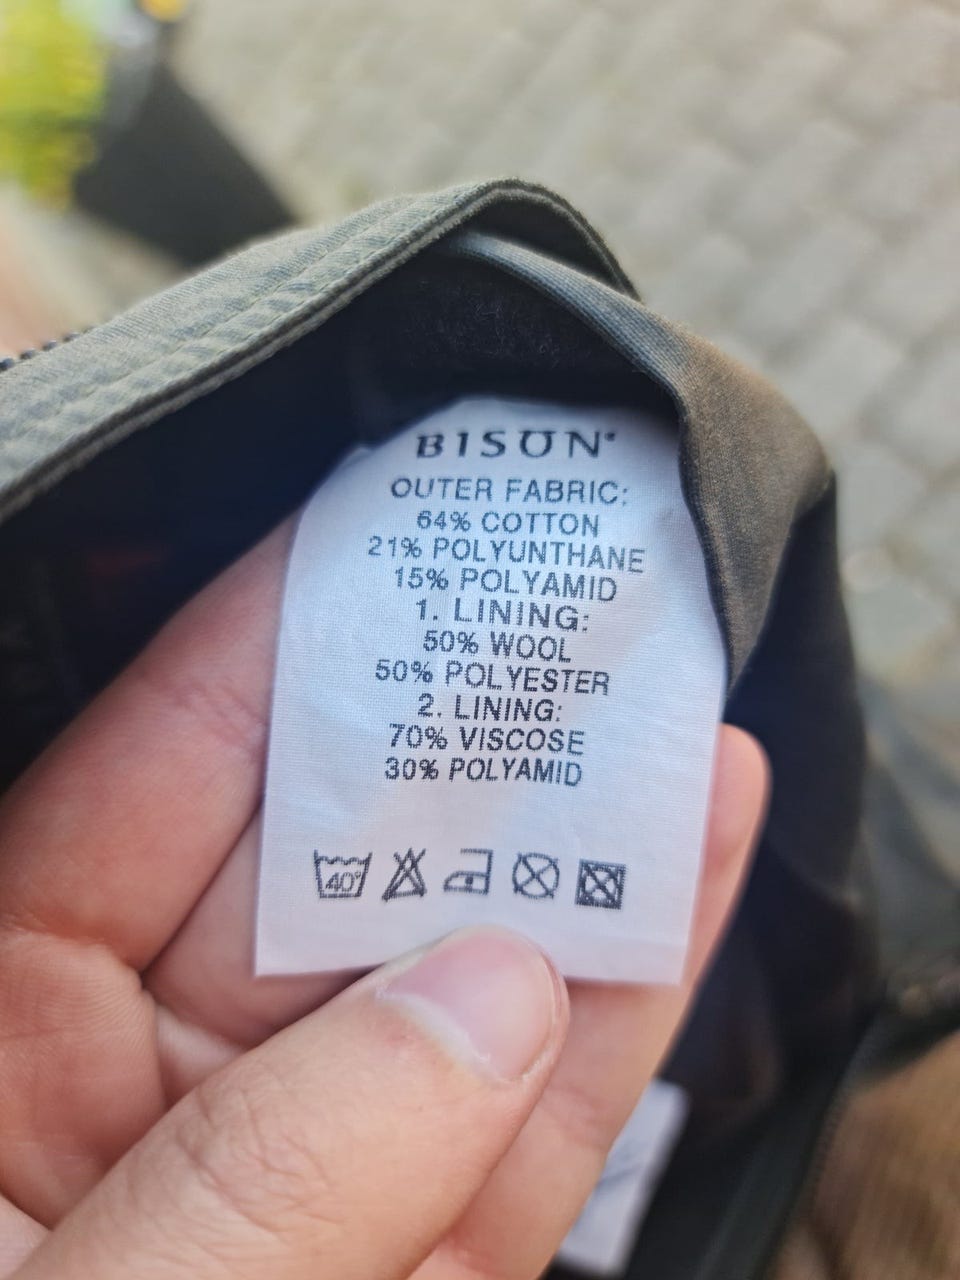 BISON®
OUTER FABRIC:
64% COTTON
21% POLYUNTHANE
15% POLYAMID
1. LINING:
50% WOOL
50% POLYESTER
2. LINING:
70% VISCOSE
30% POLYAMID
40°